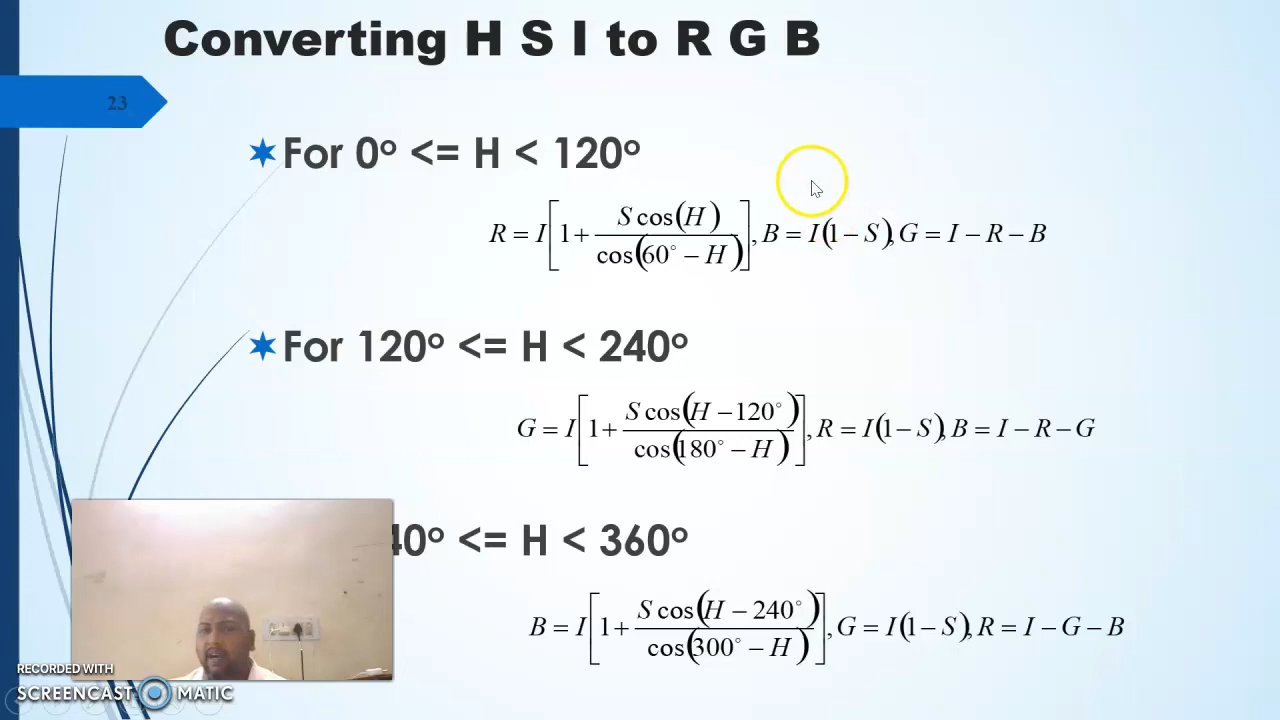 Converting H S I to R G B
23
For 0° <= H < 120°
R = I[1 + S cos(H) / cos(60° − H)], B = I(1 − S), G = I − R − B
For 120° <= H < 240°
G = I[1 + S cos(H − 120°) / cos(180° − H)], R = I(1 − S), B = I − R − G
40° <= H < 360°
B = I[1 + S cos(H − 240°) / cos(300° − H)], G = I(1 − S), R = I − G − B
RECORDED WITH
SCREENCAST MATIC